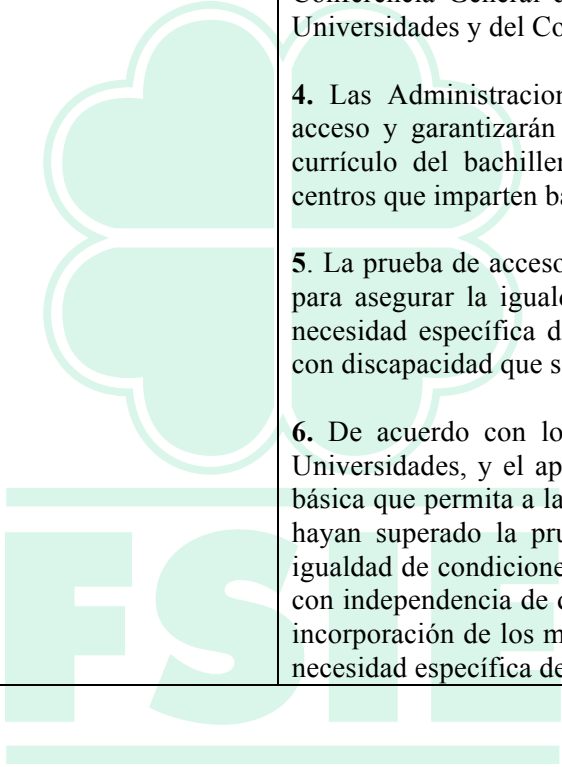 Conferencia General d
Universidades y del Co
4. Las Administracion
acceso y garantizarán
currículo del bachiller
centros que imparten ba
5. La prueba de acceso
para asegurar la iguald
necesidad específica d
con discapacidad que s
6. De acuerdo con lo
Universidades, y el ap
básica que permita a la
hayan superado la pru
igualdad de condicione
con independencia de d
incorporación de los m
necesidad específica de
FSIE